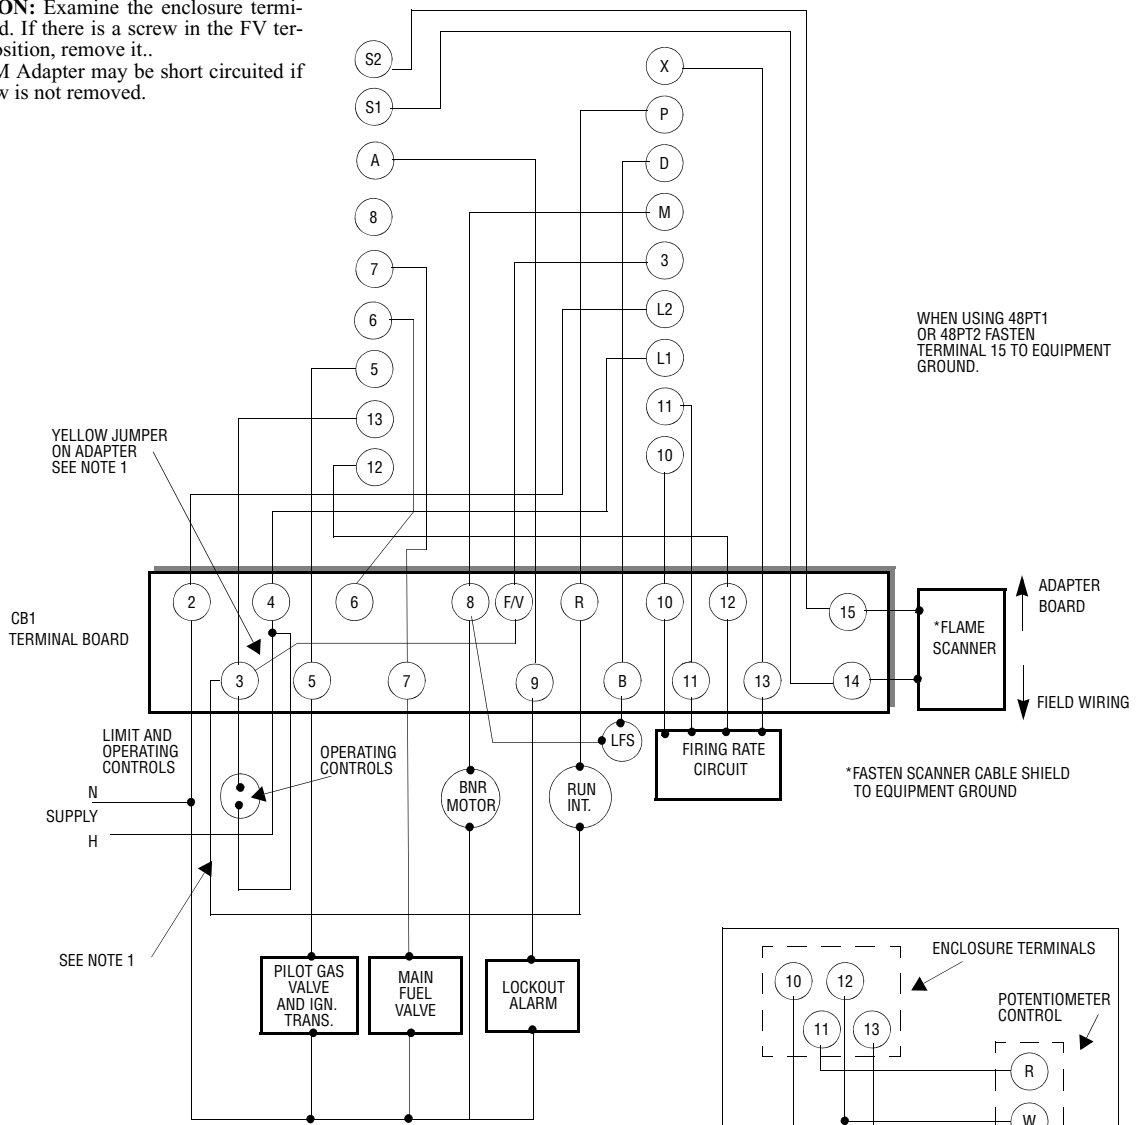 ON: Examine the enclosure termi-
d. If there is a screw in the FV ter-
osition, remove it..
M Adapter may be short circuited if
w is not removed.
S2
S1
A
8
7
6
5
13
12
X
P
D
M
3
L2
L1
11
10
WHEN USING 48PT1
OR 48PT2 FASTEN
TERMINAL 15 TO EQUIPMENT
GROUND.
YELLOW JUMPER
ON ADAPTER
SEE NOTE 1
CB1
TERMINAL BOARD
2
4
6
8
F/V
R
10
12
15
3
5
7
9
B
11
13
14
*FLAME
SCANNER
ADAPTER
BOARD
FIELD WIRING
LIMIT AND
OPERATING
CONTROLS
OPERATING
CONTROLS
N
SUPPLY
H
BNR
MOTOR
RUN
INT.
LFS
FIRING RATE
CIRCUIT
*FASTEN SCANNER CABLE SHIELD
TO EQUIPMENT GROUND
SEE NOTE 1
PILOT GAS
VALVE
AND IGN.
TRANS.
MAIN
FUEL
VALVE
LOCKOUT
ALARM
ENCLOSURE TERMINALS
10
12
11
13
POTENTIOMETER
CONTROL
R
W